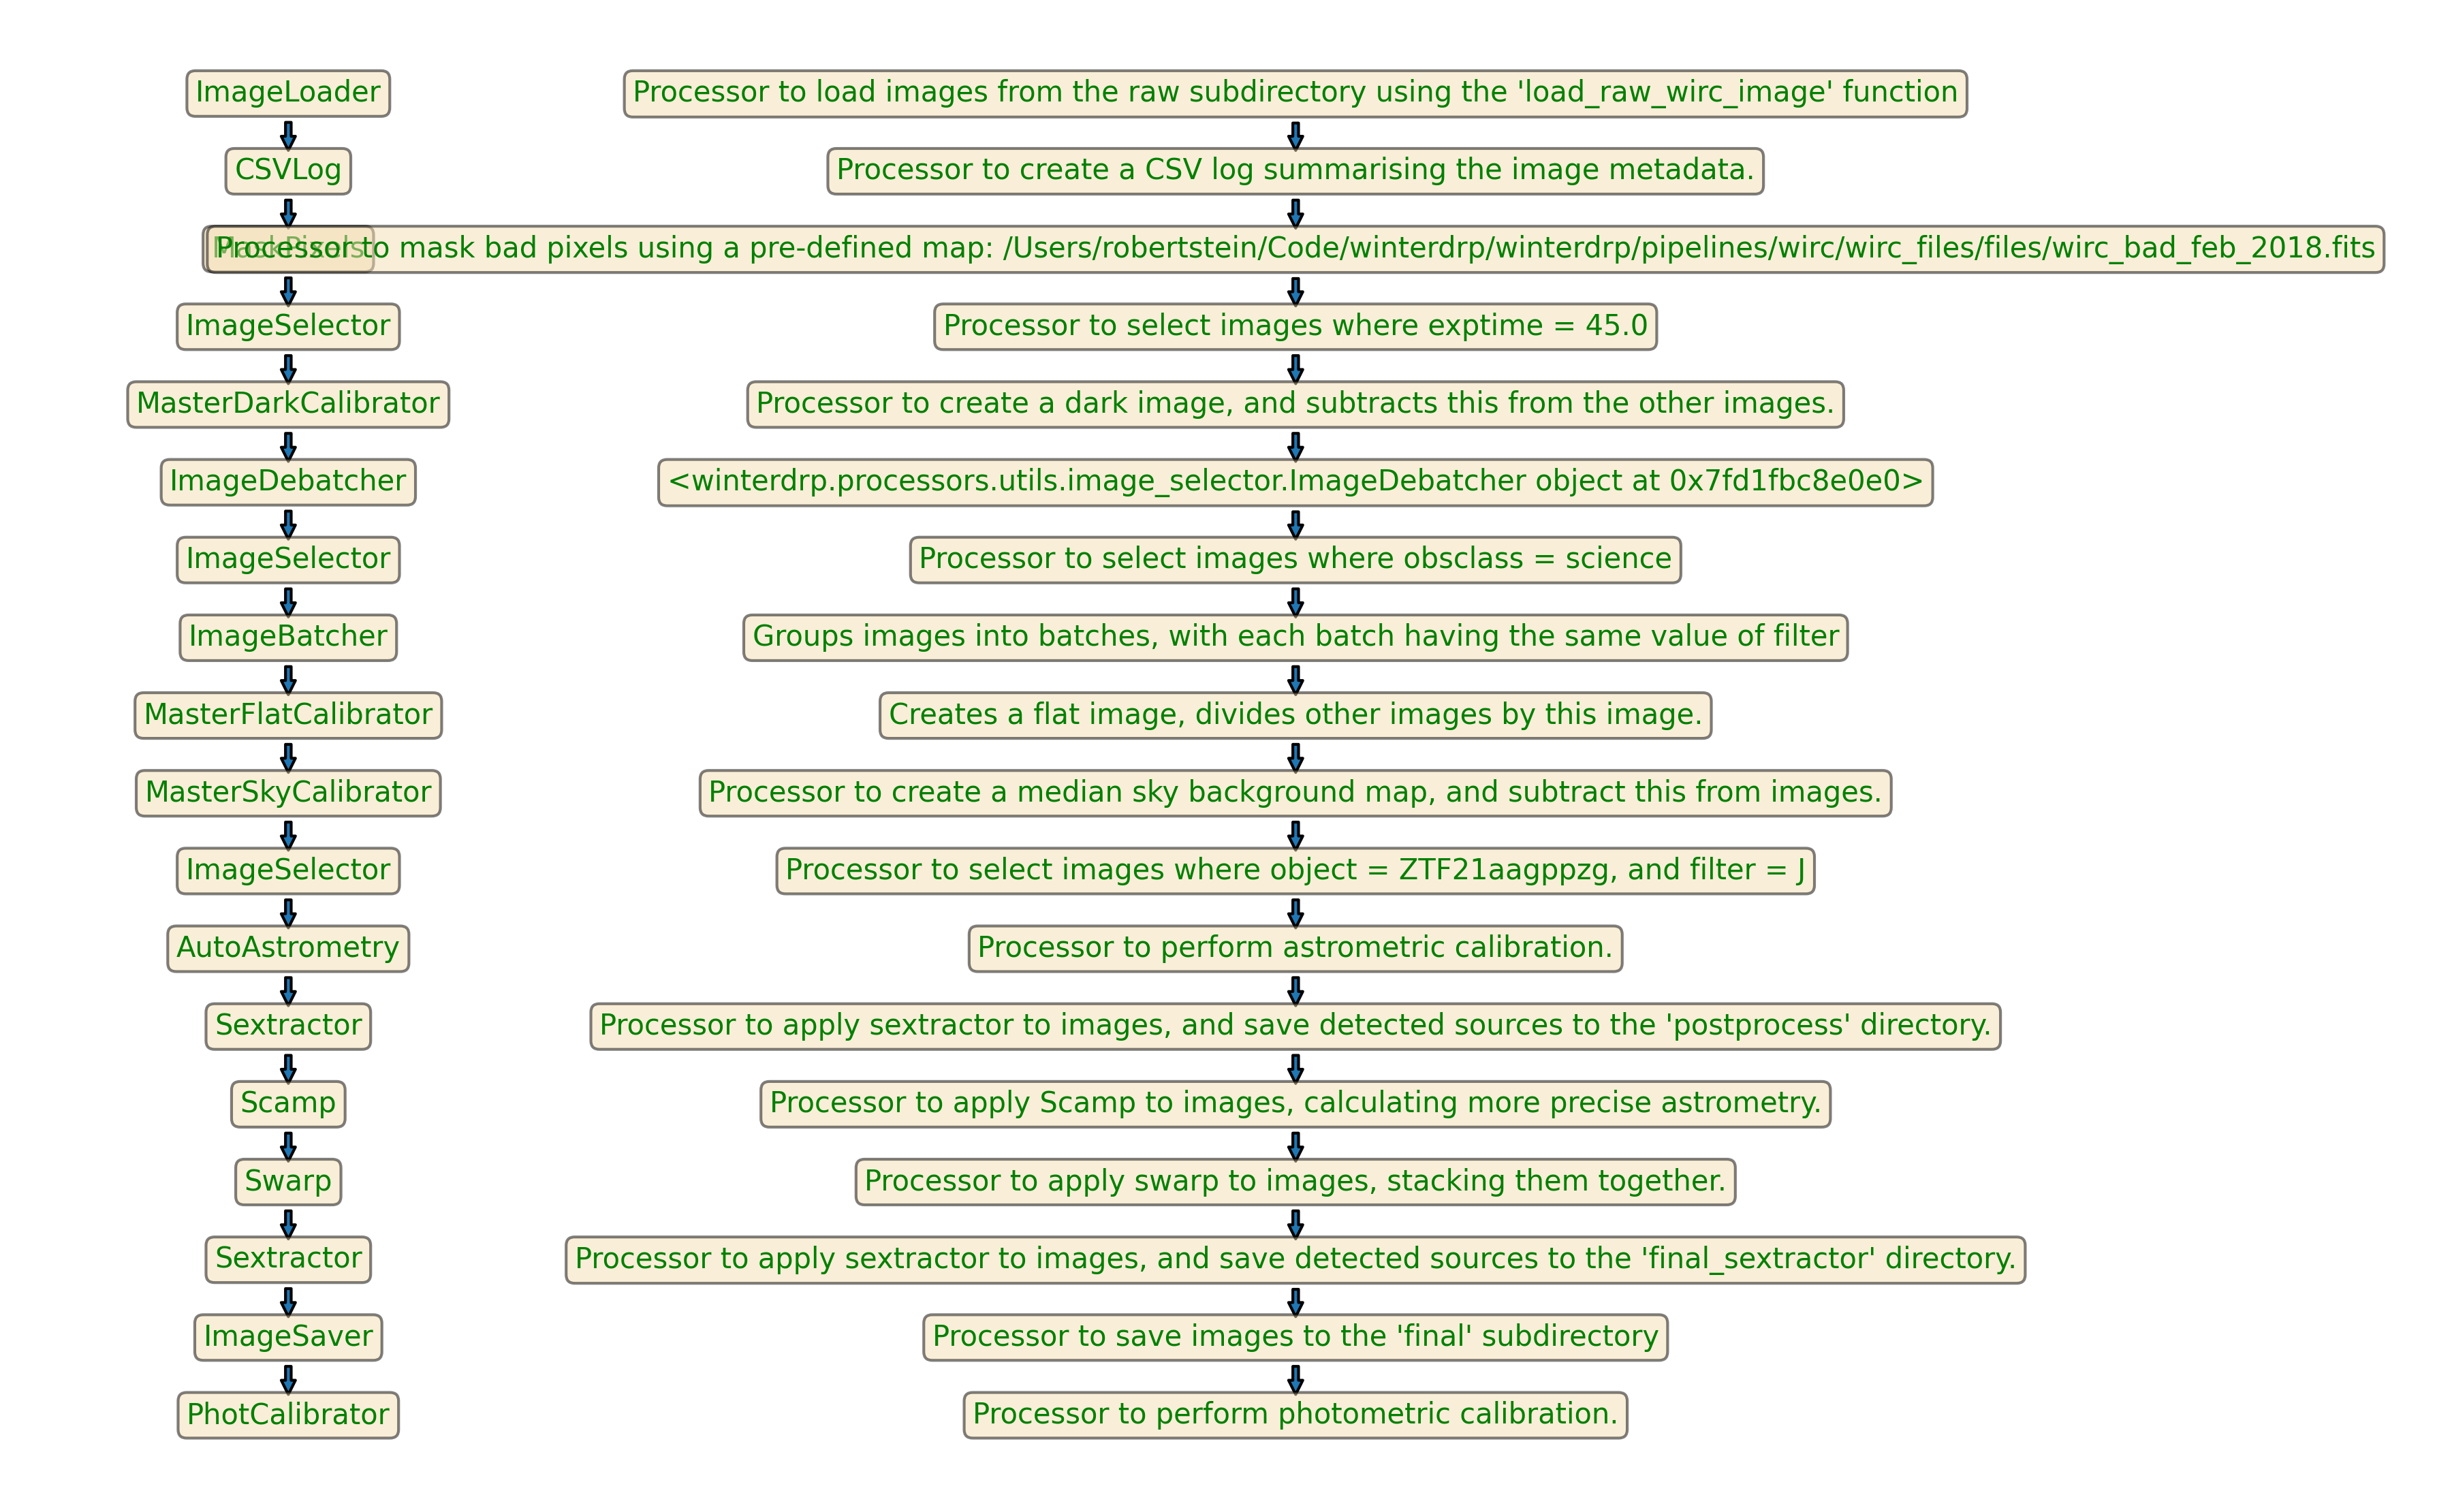 ImageLoader
Processor to load images from the raw subdirectory using the 'load_raw_wirc_image' function
CSVLog
Processor to create a CSV log summarising the image metadata.
MaskPixels
Processor to mask bad pixels using a pre-defined map: /Users/robertstein/Code/winterdrp/winterdrp/pipelines/wirc/wirc_files/files/wirc_bad_feb_2018.fits
ImageSelector
Processor to select images where exptime = 45.0
MasterDarkCalibrator
Processor to create a dark image, and subtracts this from the other images.
ImageDebatcher
<winterdrp.processors.utils.image_selector.ImageDebatcher object at 0x7fd1fbc8e0e0>
ImageSelector
Processor to select images where obsclass = science
ImageBatcher
Groups images into batches, with each batch having the same value of filter
MasterFlatCalibrator
Creates a flat image, divides other images by this image.
MasterSkyCalibrator
Processor to create a median sky background map, and subtract this from images.
ImageSelector
Processor to select images where object = ZTF21aagppzg, and filter = J
AutoAstrometry
Processor to perform astrometric calibration.
Sextractor
Processor to apply sextractor to images, and save detected sources to the 'postprocess' directory.
Scamp
Processor to apply Scamp to images, calculating more precise astrometry.
Swarp
Processor to apply swarp to images, stacking them together.
Sextractor
Processor to apply sextractor to images, and save detected sources to the 'final_sextractor' directory.
ImageSaver
Processor to save images to the 'final' subdirectory
PhotCalibrator
Processor to perform photometric calibration.